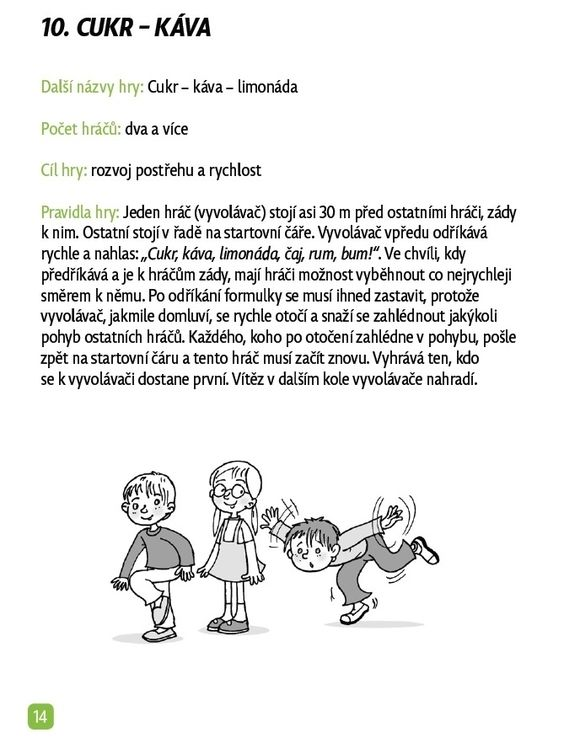 10. CUKR – KÁVA
Další názvy hry: Cukr – káva – limonáda
Počet hráčů: dva a více
Cíl hry: rozvoj postřehu a rychlost
Pravidla hry: Jeden hráč (vyvolávač) stojí asi 30 m před ostatními hráči, zády
k nim. Ostatní stojí v řadě na startovní čáře. Vyvolávač vpředu odříkává
rychle a nahlas: „Cukr, káva, limonáda, čaj, rum, bum!“. Ve chvíli, kdy
předříkává a je k hráčům zády, mají hráči možnost vyběhnout co nejrychleji
směrem k němu. Po odříkání formulky se musí ihned zastavit, protože
vyvolávač, jakmile domluví, se rychle otočí a snaží se zahlédnout jakýkoli
pohyb ostatních hráčů. Každého, koho po otočení zahlédne v pohybu, pošle
zpět na startovní čáru a tento hráč musí začít znovu. Vyhrává ten, kdo
se k vyvolávači dostane první. Vítěz v dalším kole vyvolávače nahradí.
14